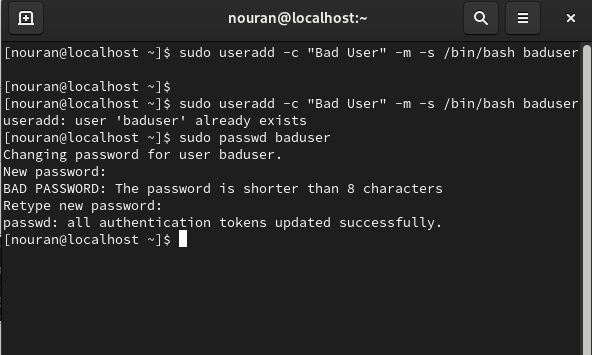 nouran@localhost:~
[nouran@localhost ~]$ sudo useradd -c "Bad User" -m -s /bin/bash baduser
[nouran@localhost ~]$
[nouran@localhost ~]$ sudo useradd -c "Bad User" -m -s /bin/bash baduser
useradd: user 'baduser' already exists
[nouran@localhost ~]$ sudo passwd baduser
Changing password for user baduser.
New password:
BAD PASSWORD: The password is shorter than 8 characters
Retype new password:
passwd: all authentication tokens updated successfully.
[nouran@localhost ~]$